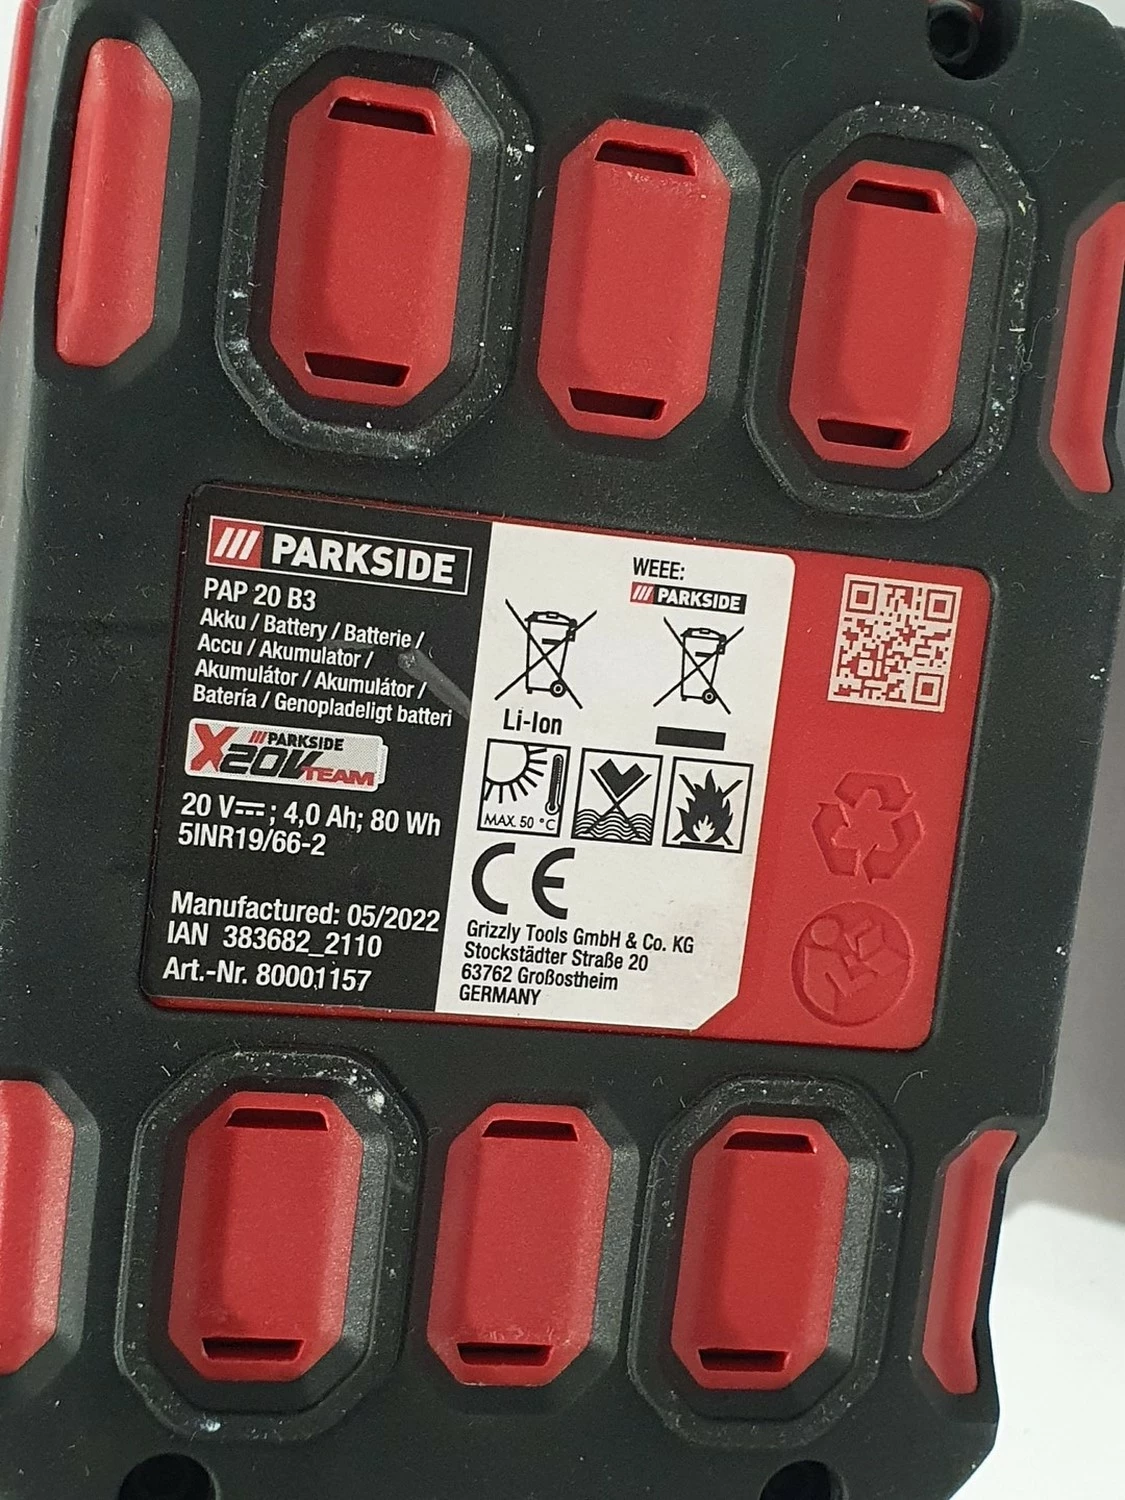 PARKSIDE
PAP 20 B3
Akku / Battery / Batterie /
Accu / Akumulator /
Akumulátor / Akumulátor /
Batería / Genopladeligt batteri
PARKSIDE
X20V TEAM
20 V⎓; 4,0 Ah; 80 Wh
5INR19/66-2
Manufactured: 05/2022
IAN 383682_2110
Art.-Nr. 80001157
WEEE:
PARKSIDE
Li-Ion
MAX. 50 °C
CE
Grizzly Tools GmbH & Co. KG
Stockstädter Straße 20
63762 Großostheim
GERMANY